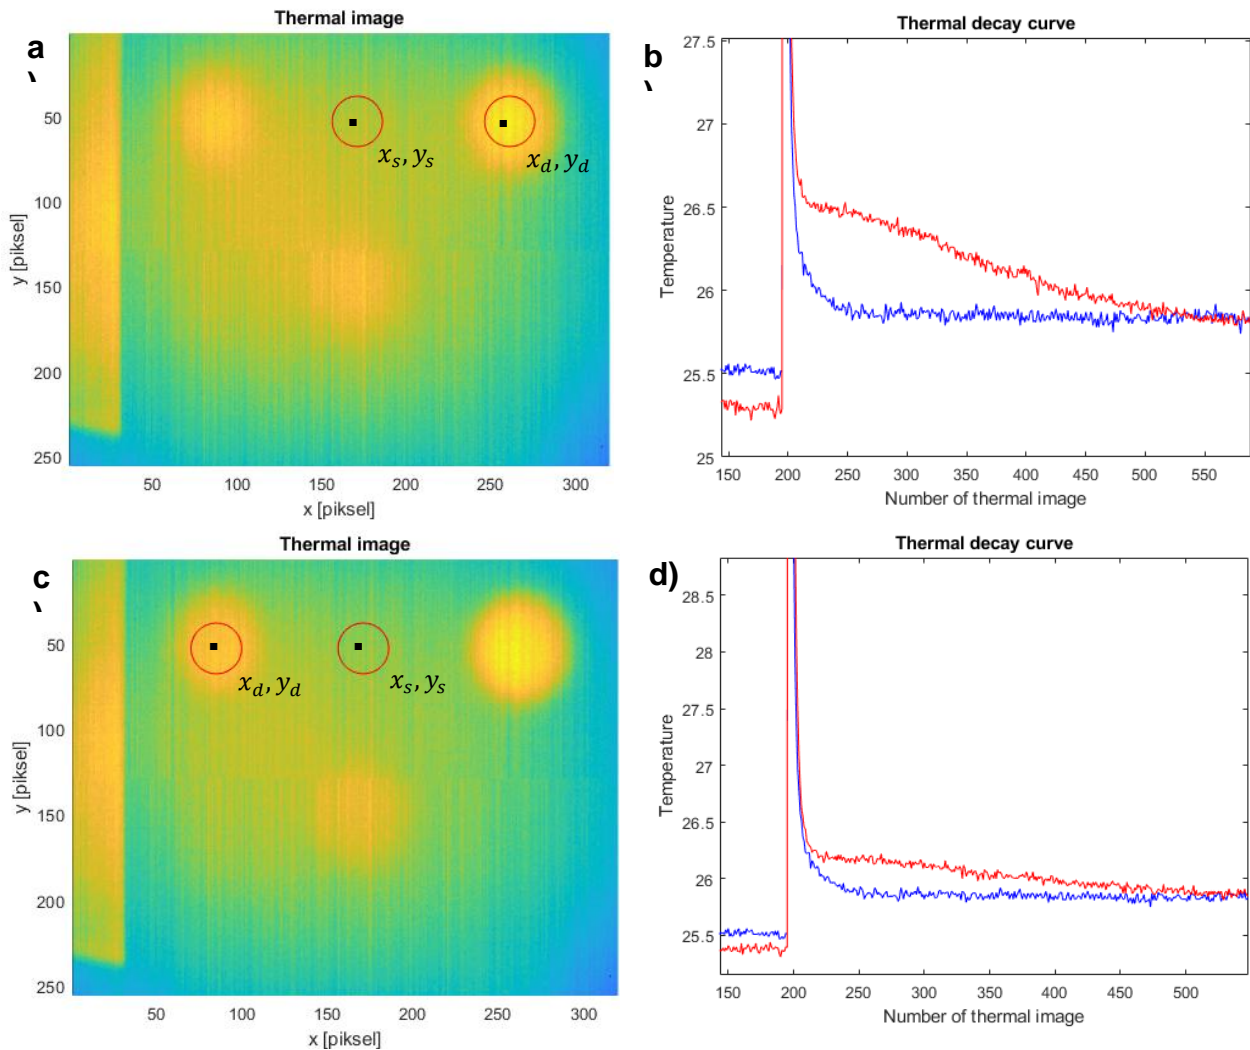 Thermal image
a
)
50
100
150
200
250
y [piksel]
x_s, y_s
x_d, y_d
50
100
150
200
250
300
x [piksel]
Thermal decay curve
b
)
27.5
27
26.5
26
25.5
25
Temperature
150
200
250
300
350
400
450
500
550
Number of thermal image
Thermal image
c
)
50
100
150
200
250
y [piksel]
x_d, y_d
x_s, y_s
50
100
150
200
250
300
x [piksel]
Thermal decay curve
d)
28.5
28
27.5
27
26.5
26
25.5
Temperature
150
200
250
300
350
400
450
500
Number of thermal image